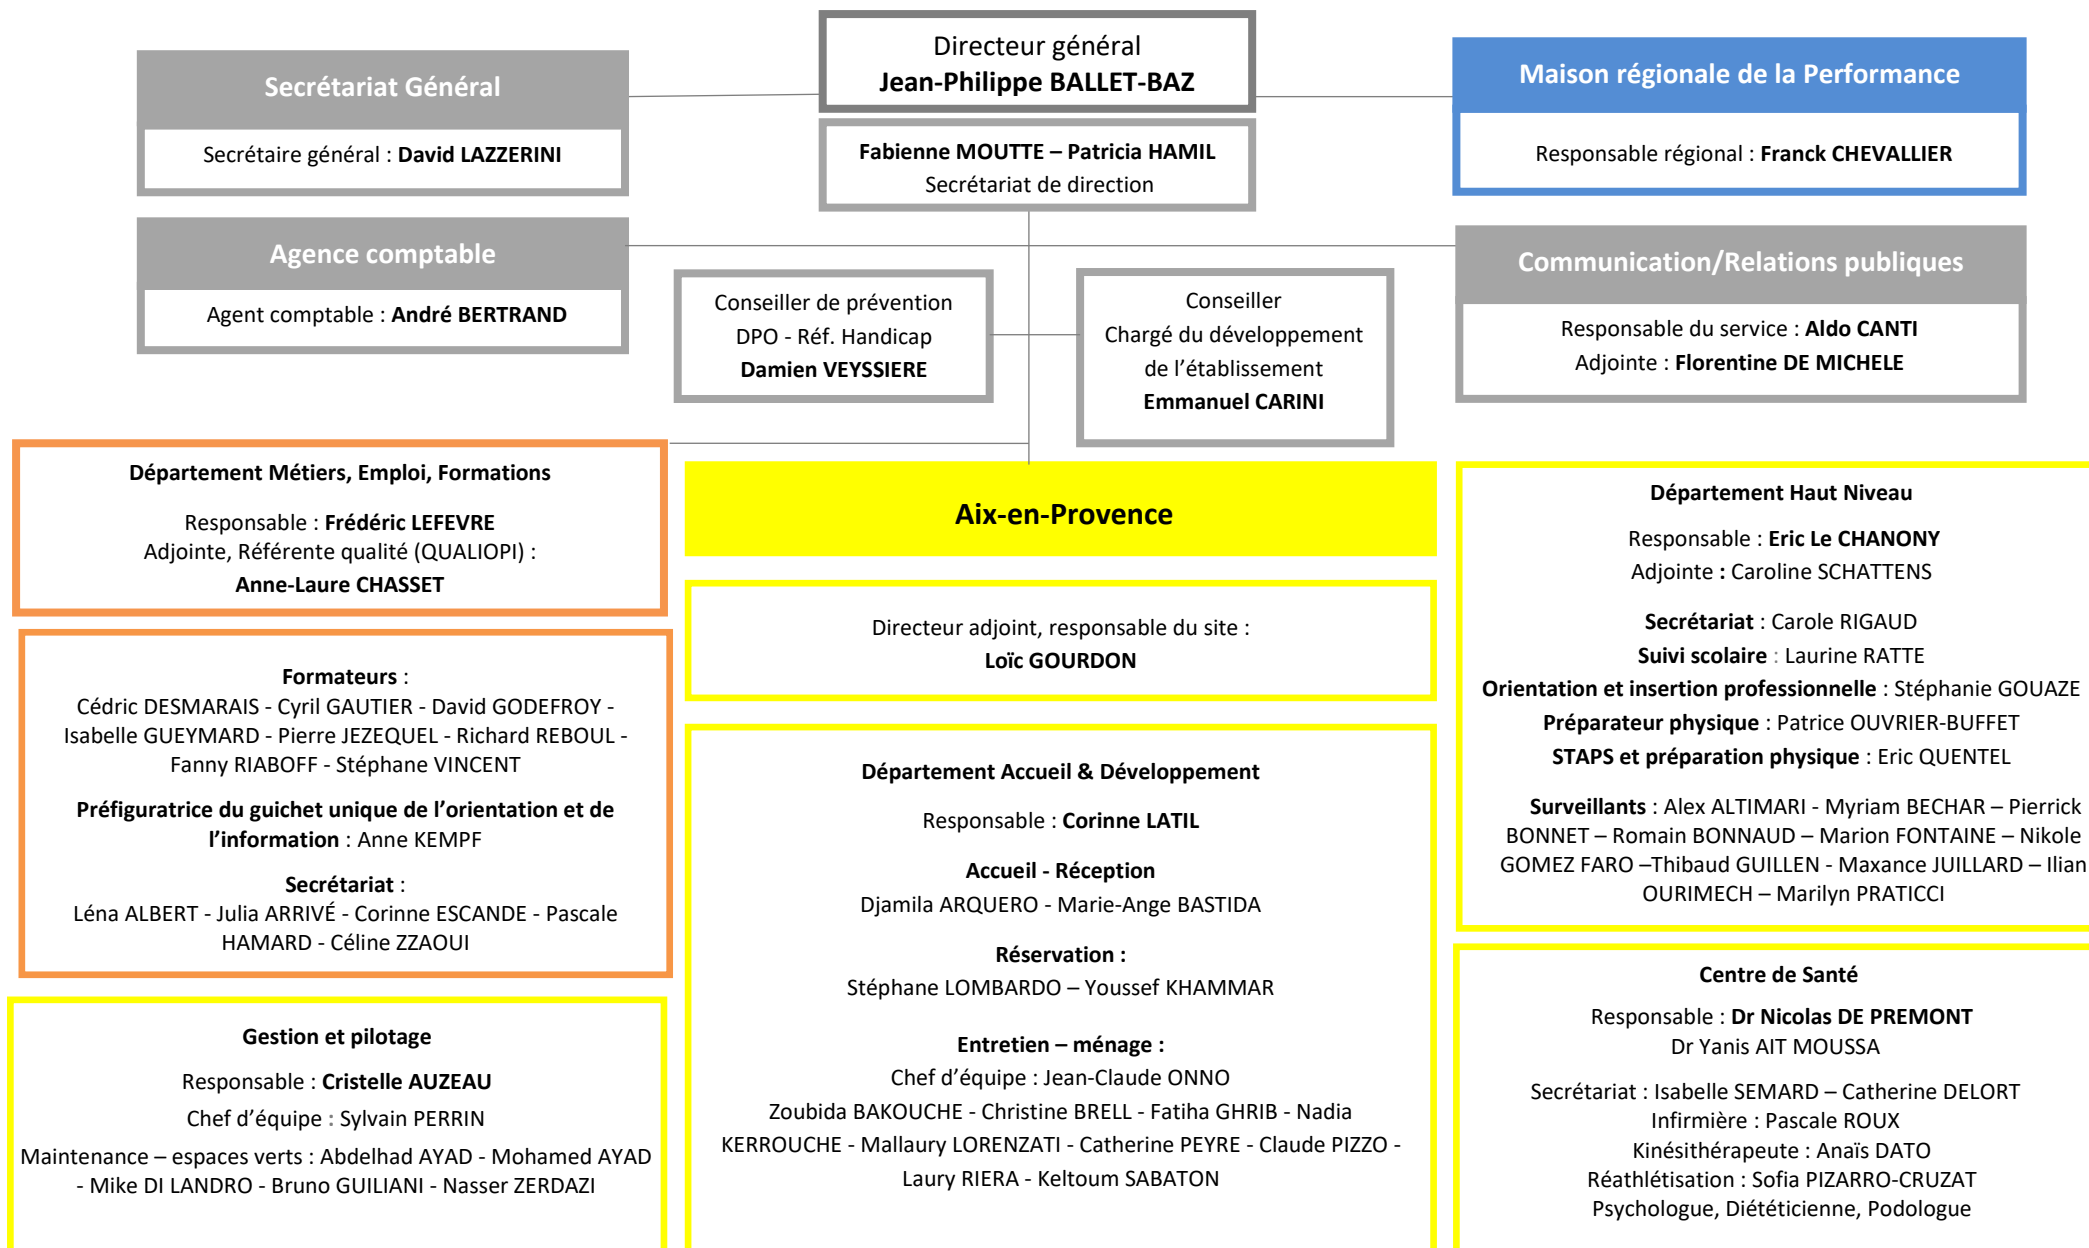 Directeur général
Jean-Philippe BALLET-BAZ
Secrétariat Général
Secrétaire général : David LAZZERINI
Fabienne MOUTTE – Patricia HAMIL
Secrétariat de direction
Maison régionale de la Performance
Responsable régional : Franck CHEVALLIER
Agence comptable
Agent comptable : André BERTRAND
Conseiller de prévention
DPO - Réf. Handicap
Damien VEYSSIERE
Conseiller
Chargé du développement
de l'établissement
Emmanuel CARINI
Communication/Relations publiques
Responsable du service : Aldo CANTI
Adjointe : Florentine DE MICHELE
Département Métiers, Emploi, Formations
Responsable : Frédéric LEFEVRE
Adjointe, Référente qualité (QUALIOPI) :
Anne-Laure CHASSET
Formateurs :
Cédric DESMARAIS - Cyril GAUTIER - David GODEFROY -
Isabelle GUEYMARD - Pierre JEZEQUEL - Richard REBOUL -
Fanny RIABOFF - Stéphane VINCENT
Préfiguratrice du guichet unique de l'orientation et de
l'information : Anne KEMPF
Secrétariat :
Léna ALBERT - Julia ARRIVÉ - Corinne ESCANDE - Pascale
HAMARD - Céline ZZAOUI
Gestion et pilotage
Responsable : Cristelle AUZEAU
Chef d'équipe : Sylvain PERRIN
Maintenance – espaces verts : Abdelhad AYAD - Mohamed AYAD
- Mike DI LANDRO - Bruno GUILIANI - Nasser ZERDAZI
Aix-en-Provence
Directeur adjoint, responsable du site :
Loïc GOURDON
Département Accueil & Développement
Responsable : Corinne LATIL
Accueil - Réception
Djamila ARQUERO - Marie-Ange BASTIDA
Réservation :
Stéphane LOMBARDO – Youssef KHAMMAR
Entretien – ménage :
Chef d'équipe : Jean-Claude ONNO
Zoubida BAKOUCHE - Christine BRELL - Fatiha GHRIB - Nadia
KERROUCHE - Mallaury LORENZATI - Catherine PEYRE - Claude PIZZO -
Laury RIERA - Keltoum SABATON
Département Haut Niveau
Responsable : Eric Le CHANONY
Adjointe : Caroline SCHATTENS
Secrétariat : Carole RIGAUD
Suivi scolaire : Laurine RATTE
Orientation et insertion professionnelle : Stéphanie GOUAZE
Préparateur physique : Patrice OUVRIER-BUFFET
STAPS et préparation physique : Eric QUENTEL
Surveillants : Alex ALTIMARI - Myriam BECHAR – Pierrick
BONNET – Romain BONNAUD – Marion FONTAINE – Nikole
GOMEZ FARO –Thibaud GUILLEN - Maxance JUILLARD – Ilian
OURIMECH – Marilyn PRATICCI
Centre de Santé
Responsable : Dr Nicolas DE PREMONT
Dr Yanis AIT MOUSSA
Secrétariat : Isabelle SEMARD – Catherine DELORT
Infirmière : Pascale ROUX
Kinésithérapeute : Anaïs DATO
Réathlétisation : Sofia PIZARRO-CRUZAT
Psychologue, Diététicienne, Podologue